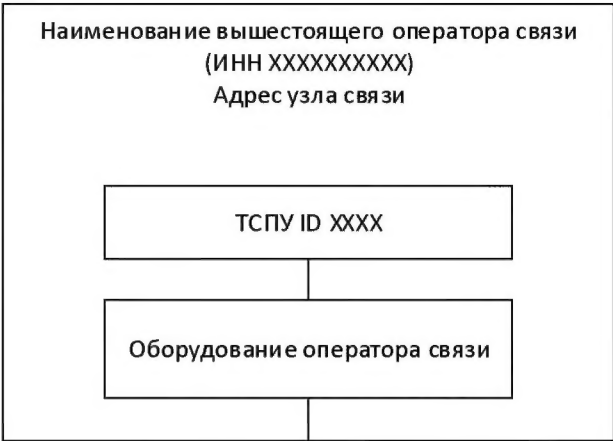 Наименование вышестоящего оператора связи
(ИНН XXXXXXXXXX)
Адрес узла связи
ТСПУ ID XXXX
Оборудование оператора связи